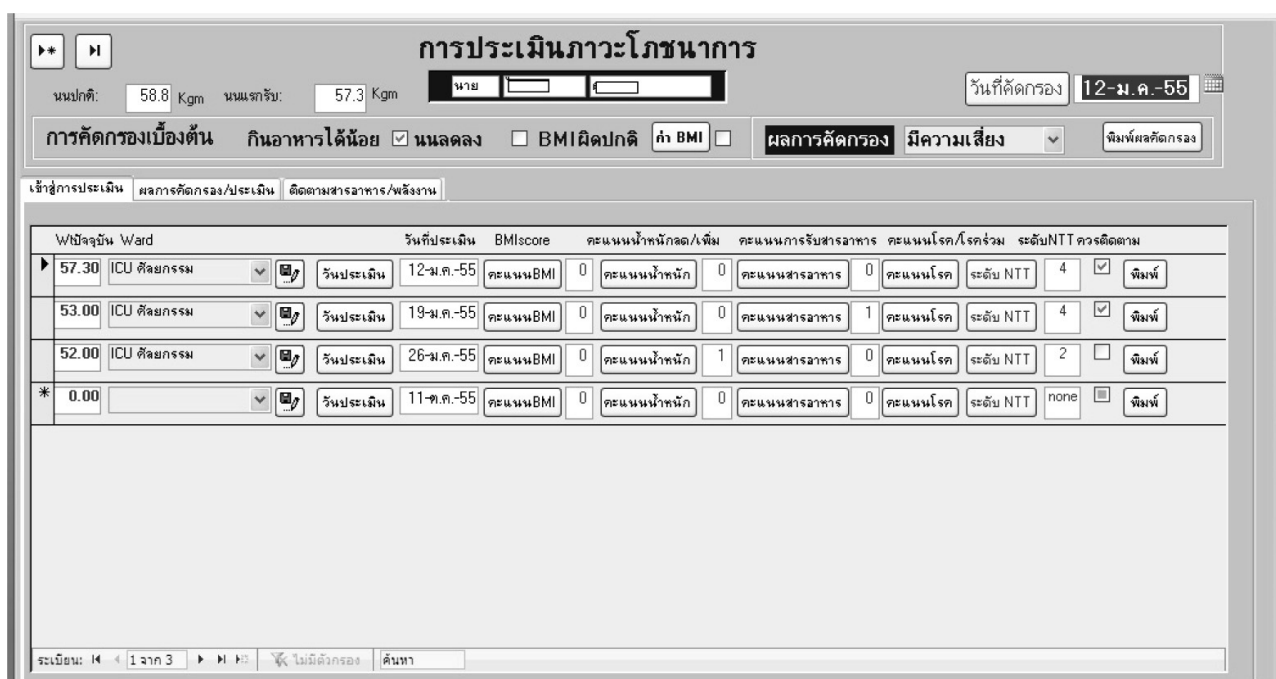 การประเมินภาวะโภชนาการ
นนปกติ: 58.8 Kgm นนแรกรับ: 57.3 Kgm นาย วันที่คัดกรอง 12-ม.ค.-55
การคัดกรองเบื้องต้น กินอาหารได้น้อย นนลดลง BMIผิดปกติ ค่า BMI ผลการคัดกรอง มีความเสี่ยง พิมพ์ผลคัดกรอง
เข้าสู่การประเมิน ผลการคัดกรอง/ประเมิน ติดตามสารอาหาร/พลังงาน
Wtปัจจุบัน Ward วันที่ประเมิน BMIscore คะแนนน้ำหนักลด/เพิ่ม คะแนนการรับสารอาหาร คะแนนโรค/โรคร่วม ระดับNTT ควรติดตาม
57.30 ICU ศัลยกรรม วันประเมิน 12-ม.ค.-55 คะแนนBMI 0 คะแนนน้ำหนัก 0 คะแนนสารอาหาร 0 คะแนนโรค ระดับ NTT 4 พิมพ์
53.00 ICU ศัลยกรรม วันประเมิน 19-ม.ค.-55 คะแนนBMI 0 คะแนนน้ำหนัก 0 คะแนนสารอาหาร 1 คะแนนโรค ระดับ NTT 4 พิมพ์
52.00 ICU ศัลยกรรม วันประเมิน 26-ม.ค.-55 คะแนนBMI 0 คะแนนน้ำหนัก 1 คะแนนสารอาหาร 0 คะแนนโรค ระดับ NTT 2 พิมพ์
0.00 วันประเมิน 11-ต.ค.-55 คะแนนBMI 0 คะแนนน้ำหนัก 0 คะแนนสารอาหาร 0 คะแนนโรค ระดับ NTT none พิมพ์
ระเบียน: 1 จาก 3 ไม่มีตัวกรอง ค้นหา